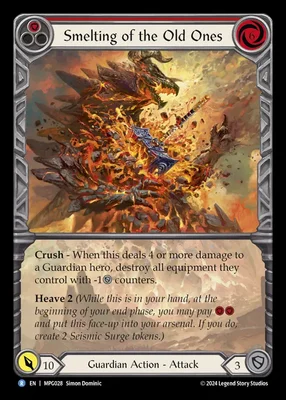 Smelting of the Old Ones
Crush - When this deals 4 or more damage to
a Guardian hero, destroy all equipment they
control with -1 counters.
Heave 2 (While this is in your hand, at the
beginning of your end phase, you may pay
and put this face-up into your arsenal. If you do,
create 2 Seismic Surge tokens.)
10
Guardian Action - Attack
3
R EN | MPG028 Simon Dominic
© 2024 Legend Story Studios